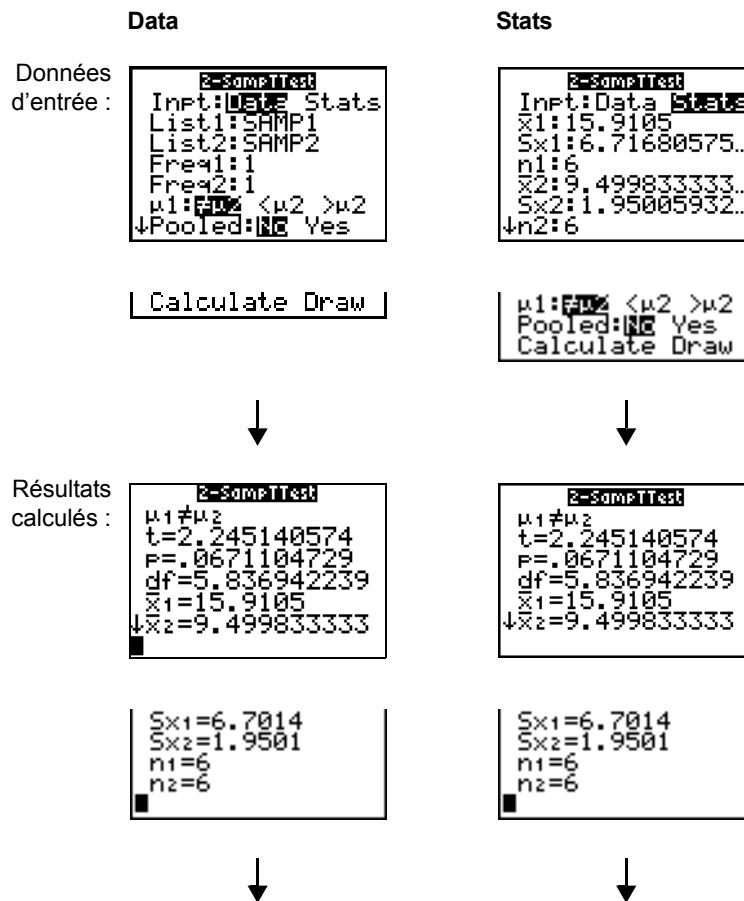 Data
Stats
Données
d'entrée :
2-SampTTest
Inpt:Data Stats
List1:SAMP1
List2:SAMP2
Freq1:1
Freq2:1
μ1:≠μ2 <μ2 >μ2
↓Pooled:No Yes
Calculate Draw
2-SampTTest
Inpt:Data Stats
x̄1:15.9105
Sx1:6.71680575…
n1:6
x̄2:9.499833333…
Sx2:1.95005932…
↓n2:6
μ1:≠μ2 <μ2 >μ2
Pooled:No Yes
Calculate Draw
Résultats
calculés :
2-SampTTest
μ1≠μ2
t=2.245140574
p=.0671104729
df=5.836942239
x̄1=15.9105
↓x̄2=9.499833333
Sx1=6.7014
Sx2=1.9501
n1=6
n2=6
2-SampTTest
μ1≠μ2
t=2.245140574
p=.0671104729
df=5.836942239
x̄1=15.9105
↓x̄2=9.499833333
Sx1=6.7014
Sx2=1.9501
n1=6
n2=6